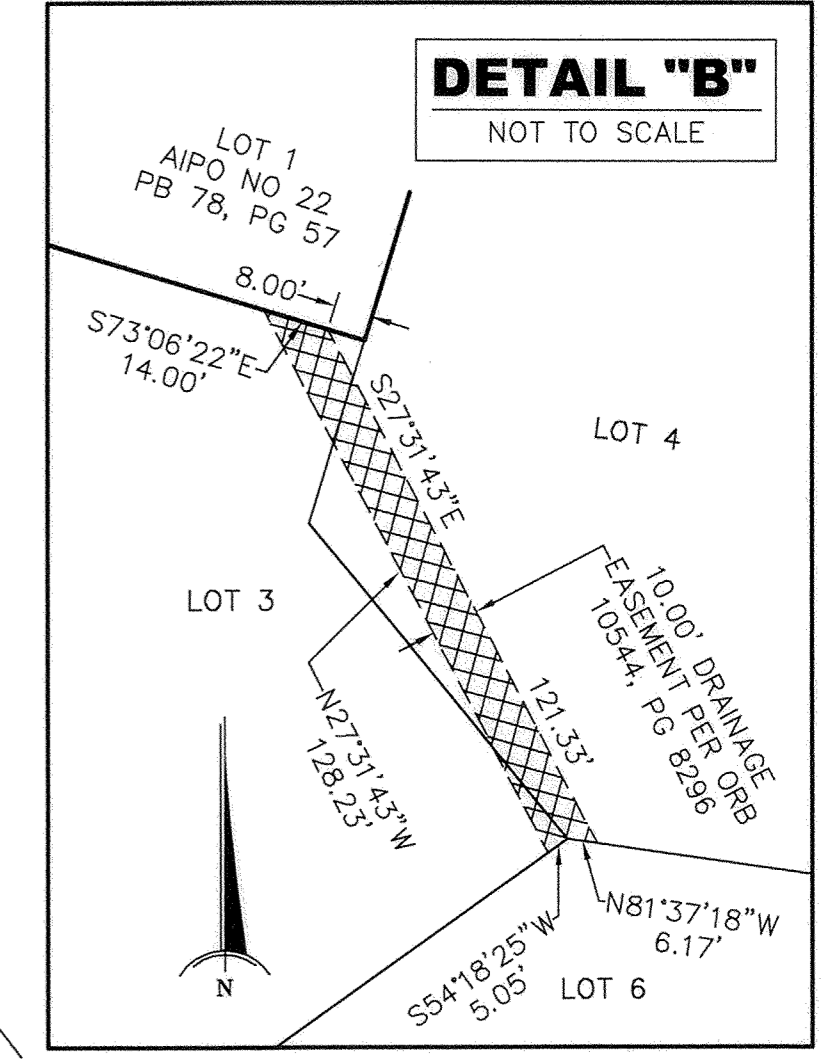 DETAIL "B"
NOT TO SCALE
LOT 1
AIPO NO 22
PB 78, PG 57
8.00'
S73°06'22"E
14.00'
S27°31'43"E
121.33'
LOT 4
LOT 3
10.00' DRAINAGE
EASEMENT PER ORB
10544, PG 8296
N27°31'43"W
128.23'
N81°37'18"W
6.17'
S54°18'25"W
5.05'
LOT 6
N